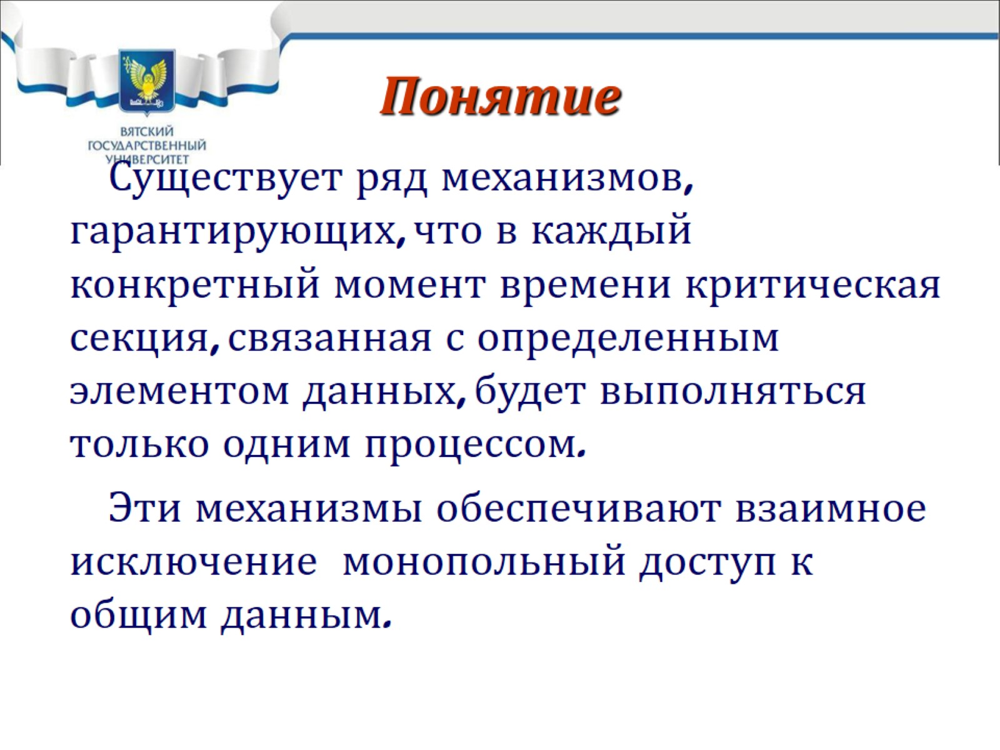 ВЯТСКИЙ
ГОСУДАРСТВЕННЫЙ
УНИВЕРСИТЕТ
Понятие
Существует ряд механизмов,
гарантирующих, что в каждый
конкретный момент времени критическая
секция, связанная с определенным
элементом данных, будет выполняться
только одним процессом.
Эти механизмы обеспечивают взаимное
исключение монопольный доступ к
общим данным.